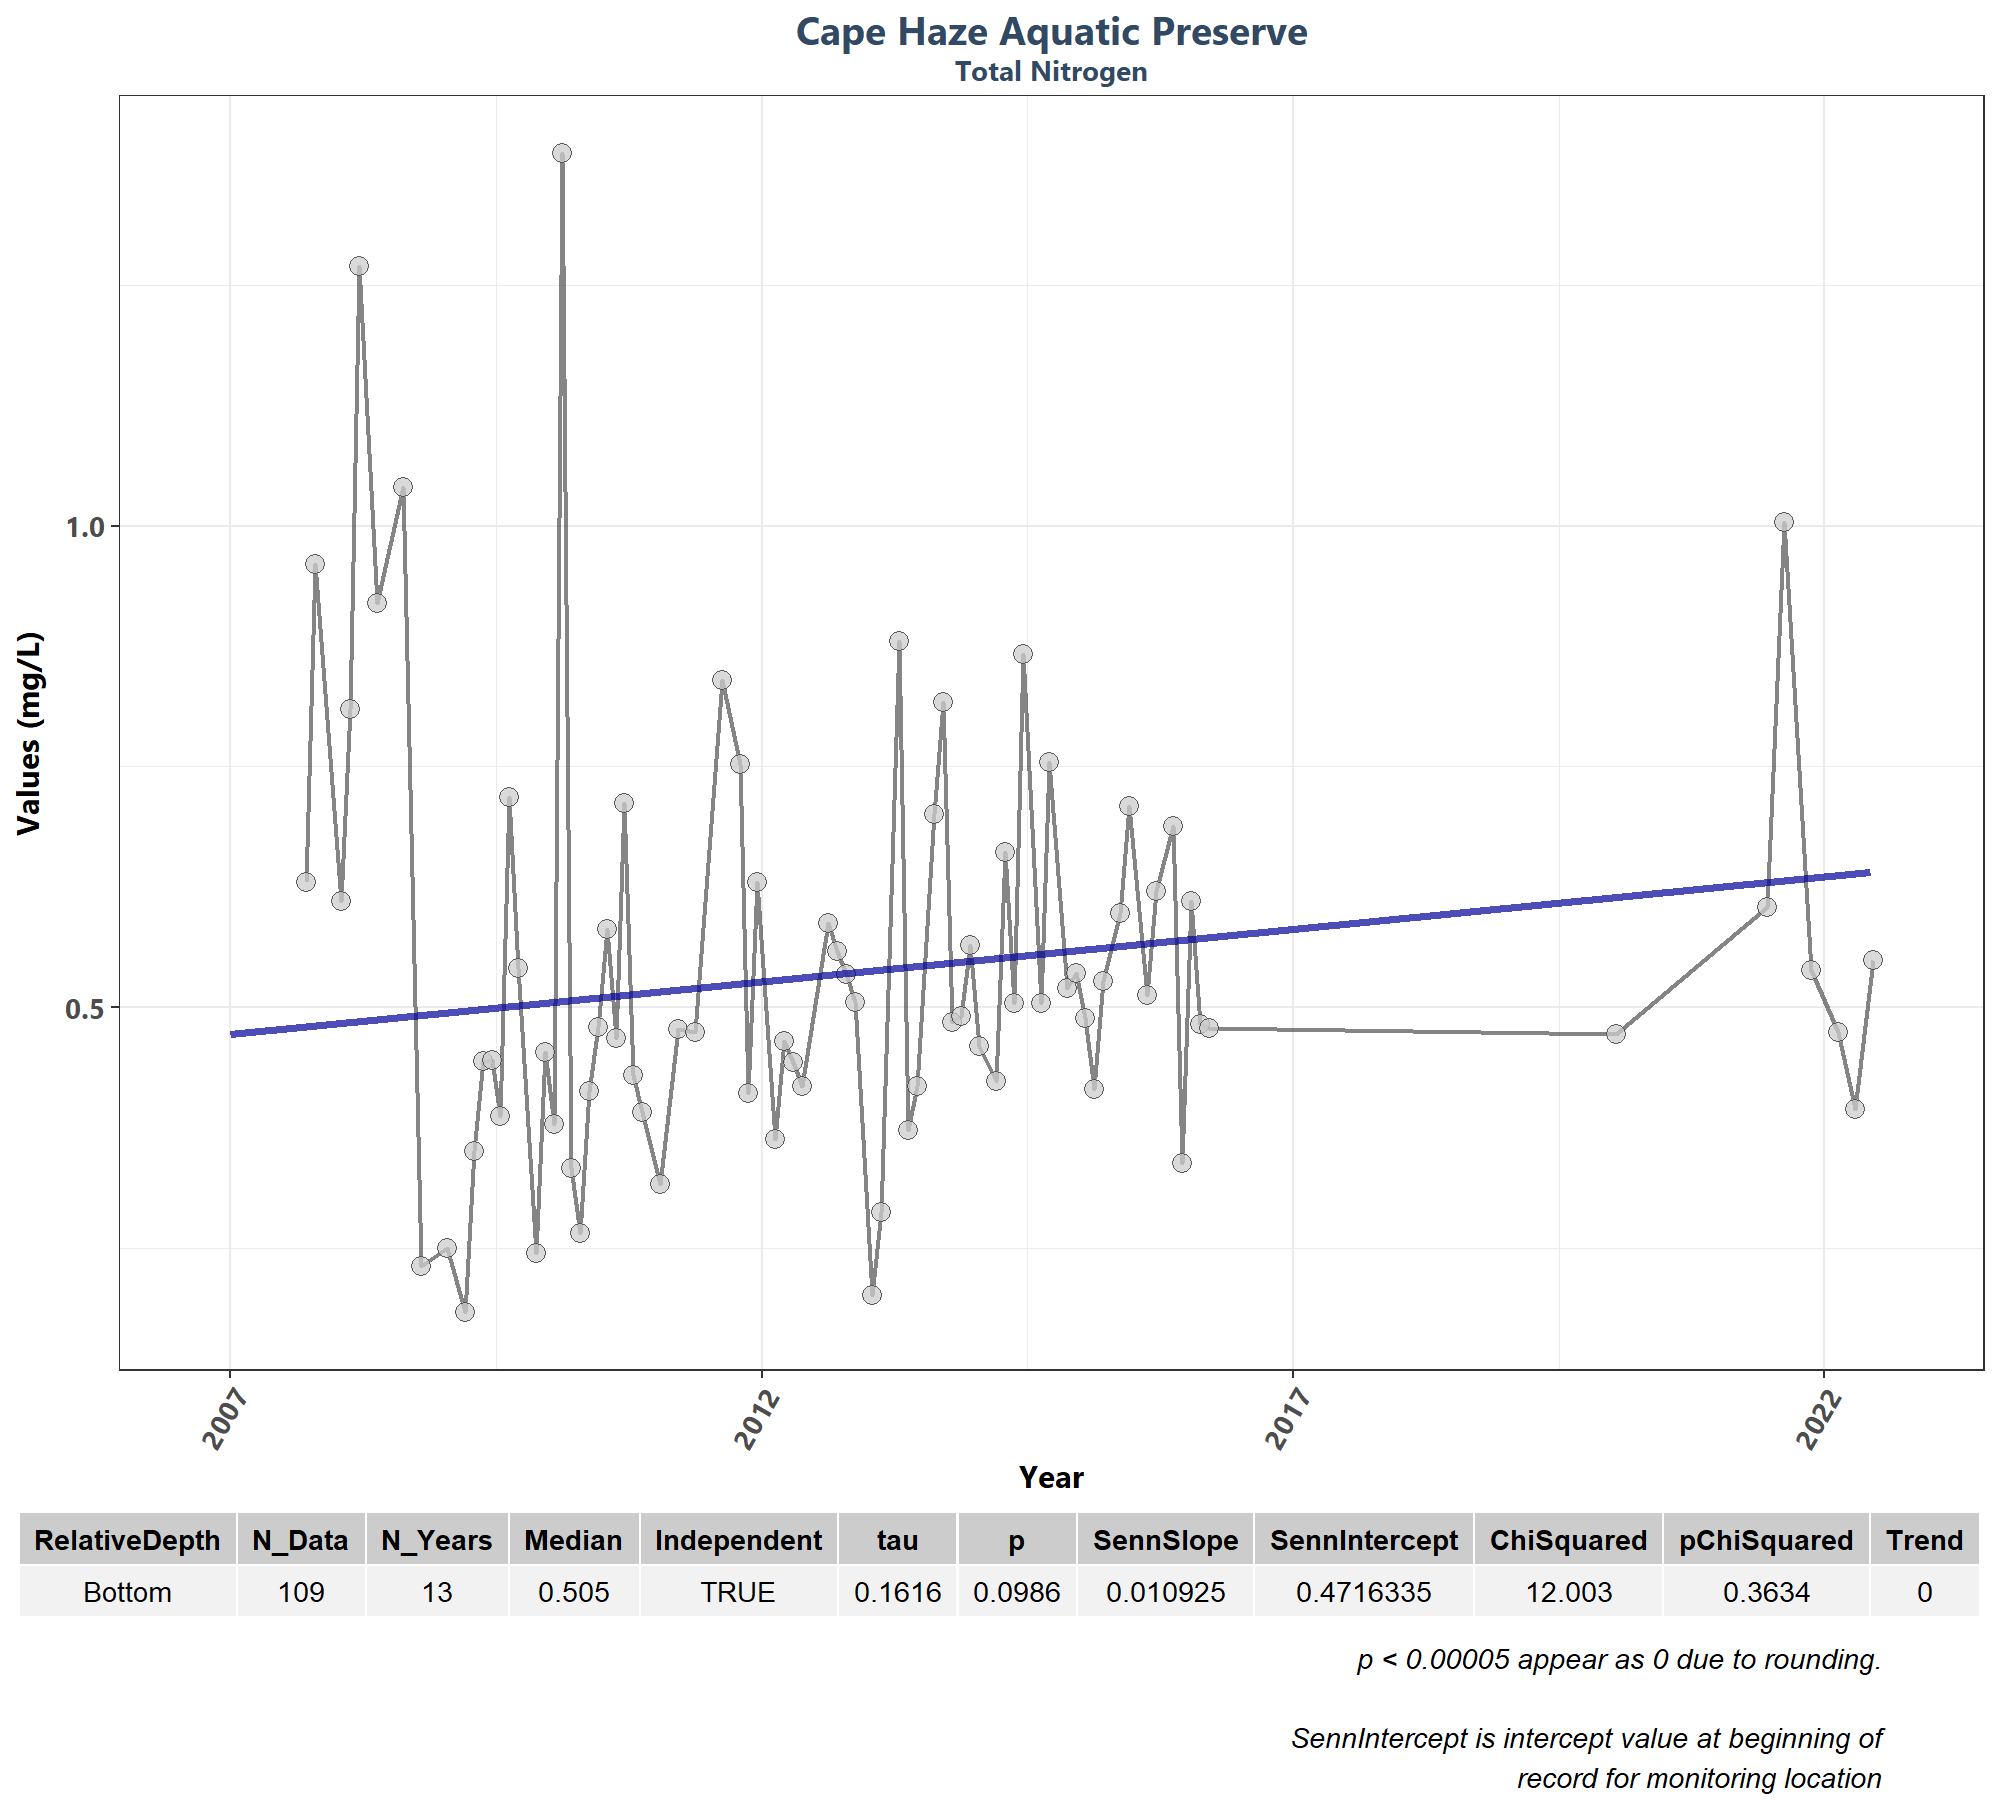 Cape Haze Aquatic Preserve
Total Nitrogen
Values (mg/L)
1.0
0.5
2007 2012 2017 2022
Year
RelativeDepth N_Data N_Years Median Independent tau p SennSlope SennIntercept ChiSquared pChiSquared Trend
Bottom 109 13 0.505 TRUE 0.1616 0.0986 0.010925 0.4716335 12.003 0.3634 0
p < 0.00005 appear as 0 due to rounding.
SennIntercept is intercept value at beginning of
record for monitoring location